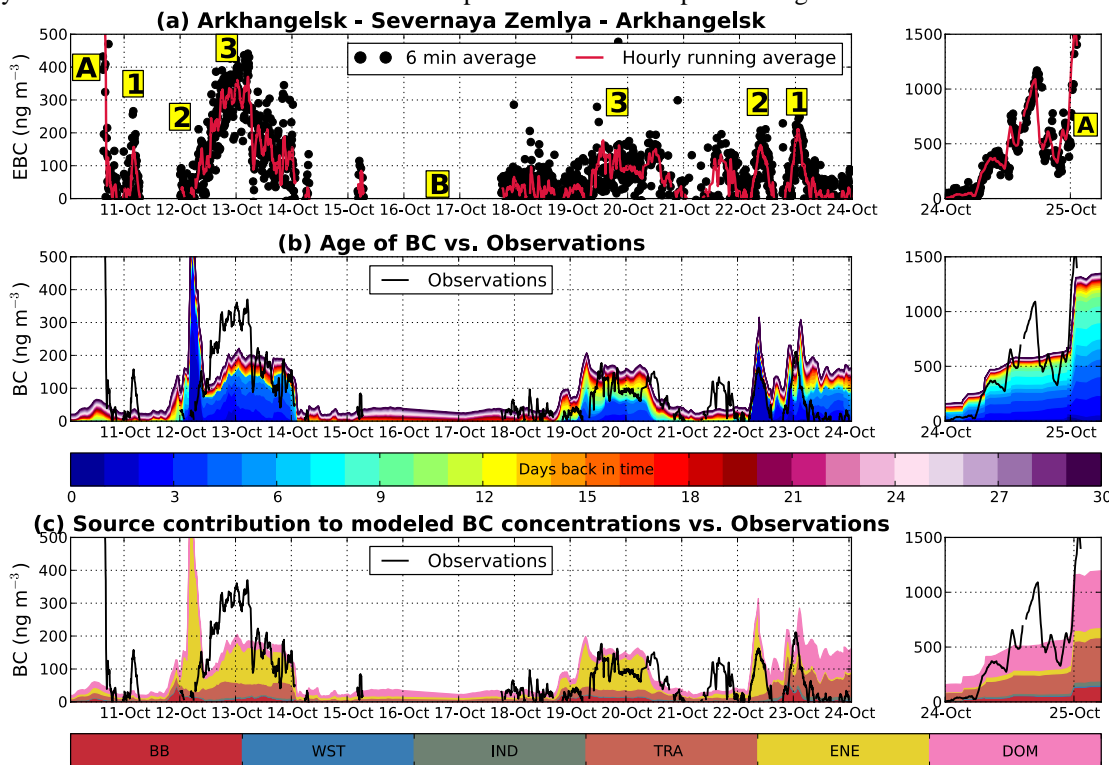 (a) Arkhangelsk - Severnaya Zemlya - Arkhangelsk
EBC (ng m⁻³)
500
400
300
200
100
0
A
1
2
3
B
3
2
1
6 min average
Hourly running average
11-Oct 12-Oct 13-Oct 14-Oct 15-Oct 16-Oct 17-Oct 18-Oct 19-Oct 20-Oct 21-Oct 22-Oct 23-Oct 24-Oct
1500
1000
500
0
A
24-Oct 25-Oct
(b) Age of BC vs. Observations
BC (ng m⁻³)
500
400
300
200
100
0
Observations
11-Oct 12-Oct 13-Oct 14-Oct 15-Oct 16-Oct 17-Oct 18-Oct 19-Oct 20-Oct 21-Oct 22-Oct 23-Oct 24-Oct
1500
1000
500
0
24-Oct 25-Oct
Days back in time
0 3 6 9 12 15 18 21 24 27 30
(c) Source contribution to modeled BC concentrations vs. Observations
BC (ng m⁻³)
500
400
300
200
100
0
Observations
11-Oct 12-Oct 13-Oct 14-Oct 15-Oct 16-Oct 17-Oct 18-Oct 19-Oct 20-Oct 21-Oct 22-Oct 23-Oct 24-Oct
1500
1000
500
0
24-Oct 25-Oct
BB WST IND TRA ENE DOM